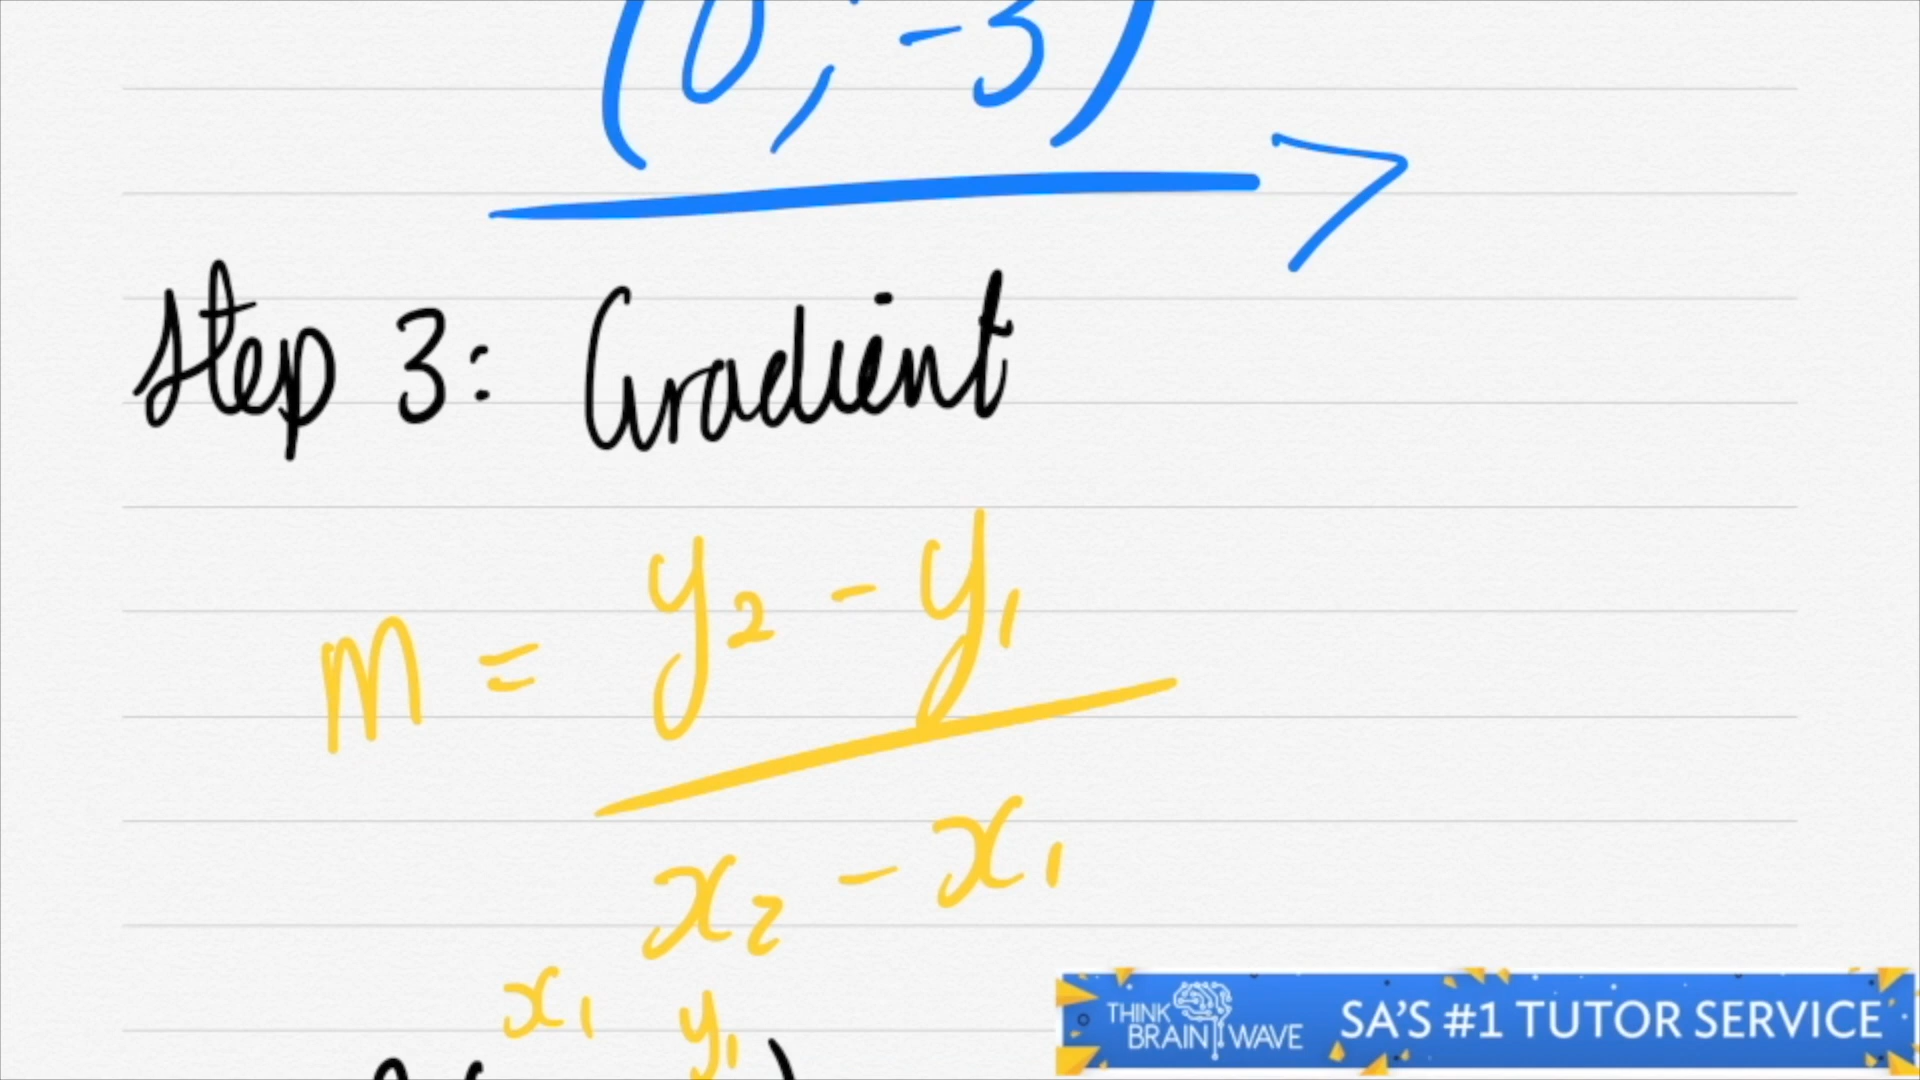 (0; -3)
Step 3: Gradient
m = y₂ - y₁
x₂ - x₁
x₁ y₁
THINK
BRAIN WAVE
SA'S #1 TUTOR SERVICE